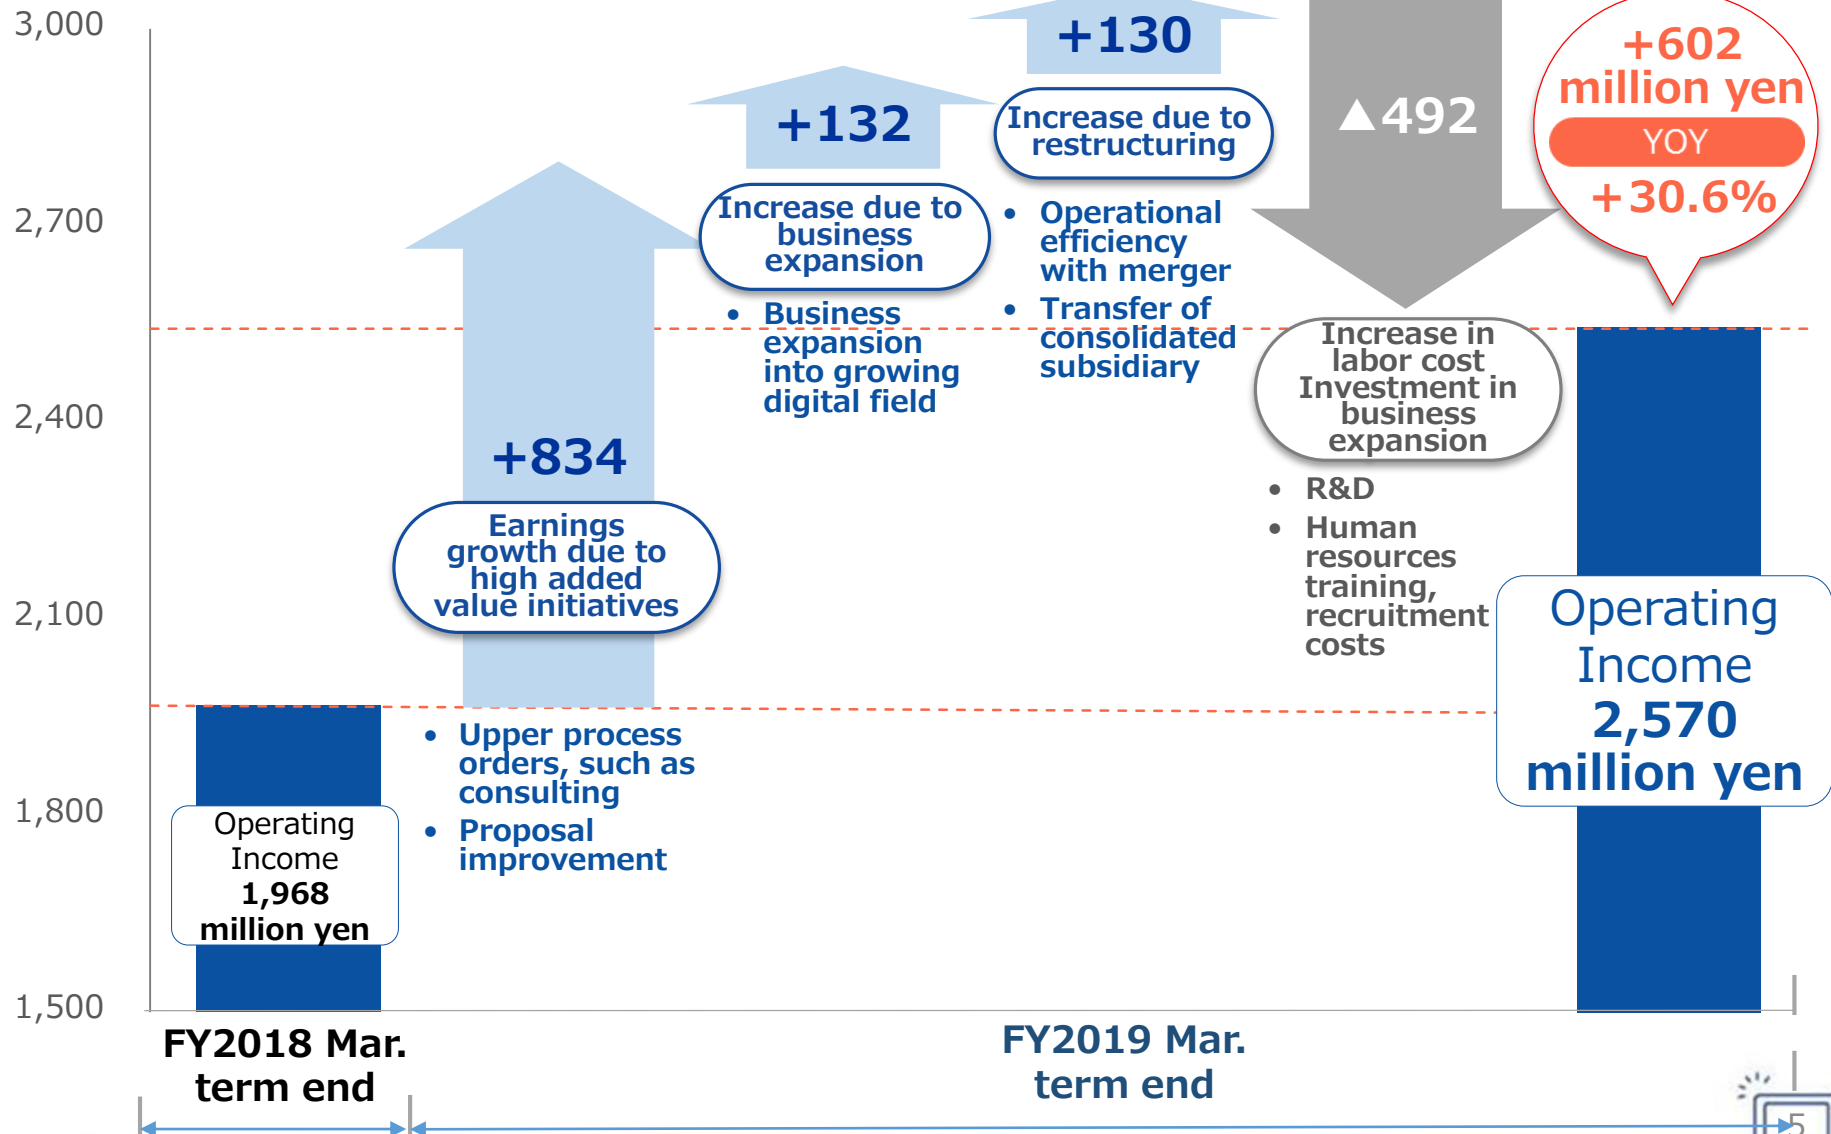 3,000
2,700
2,400
2,100
1,800
1,500
Operating
Income
1,968
million yen
+834
Earnings
growth due to
high added
value initiatives
• Upper process
orders, such as
consulting
• Proposal
improvement
+132
Increase due to
business
expansion
• Business
expansion
into growing
digital field
+130
Increase due to
restructuring
• Operational
efficiency
with merger
• Transfer of
consolidated
subsidiary
▲492
Increase in
labor cost
Investment in
business
expansion
• R&D
• Human
resources
training,
recruitment
costs
+602
million yen
YOY
+30.6%
Operating
Income
2,570
million yen
FY2018 Mar.
term end
FY2019 Mar.
term end
5